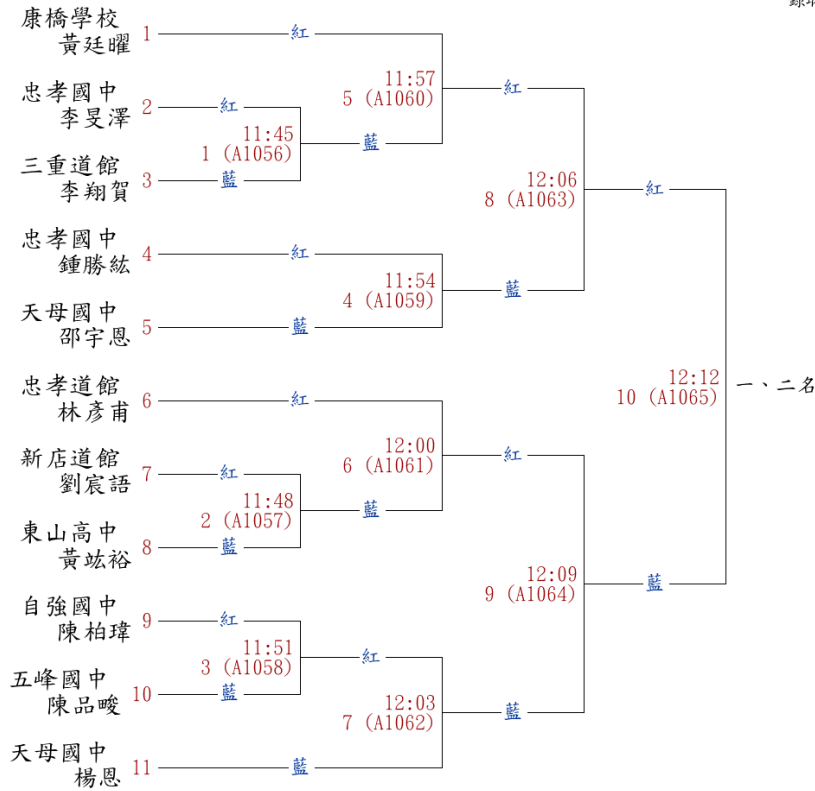 康橋學校
黃廷曜 1
紅
11:57
5 (A1060)
紅
忠孝國中
李旻澤 2
紅
11:45
1 (A1056)
藍
三重道館
李翔賀 3
藍
12:06
8 (A1063)
紅
忠孝國中
鍾勝紘 4
紅
11:54
4 (A1059)
藍
天母國中
邵宇恩 5
藍
12:12
10 (A1065)
一、二名
忠孝道館
林彥甫 6
紅
12:00
6 (A1061)
紅
新店道館
劉宸語 7
紅
11:48
2 (A1057)
藍
東山高中
黃竑裕 8
藍
12:09
9 (A1064)
藍
自強國中
陳柏瑋 9
紅
11:51
3 (A1058)
紅
五峰國中
陳品畯 10
藍
12:03
7 (A1062)
藍
天母國中
楊恩 11
藍